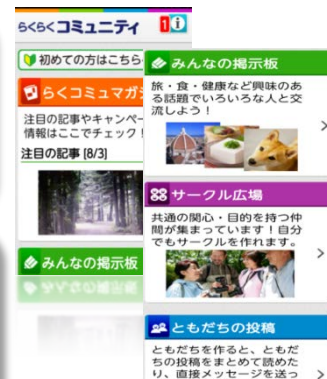 らくらくコミュニティ 1
初めての方はこちら
らくコミュマガ
注目の記事やキャンペー
情報はここでチェック!
注目の記事 [8/3]
みんなの掲示板
みんなの掲示板
旅・食・健康など興味のあ
る話題でいろいろな人と交
流しよう!
サークル広場
共通の関心・目的を持つ仲
間が集まっています!自分
でもサークルを作れます。
ともだちの投稿
ともだちを作ると、ともだ
ちの投稿をまとめて読めた
り、直接メッセージを送っ